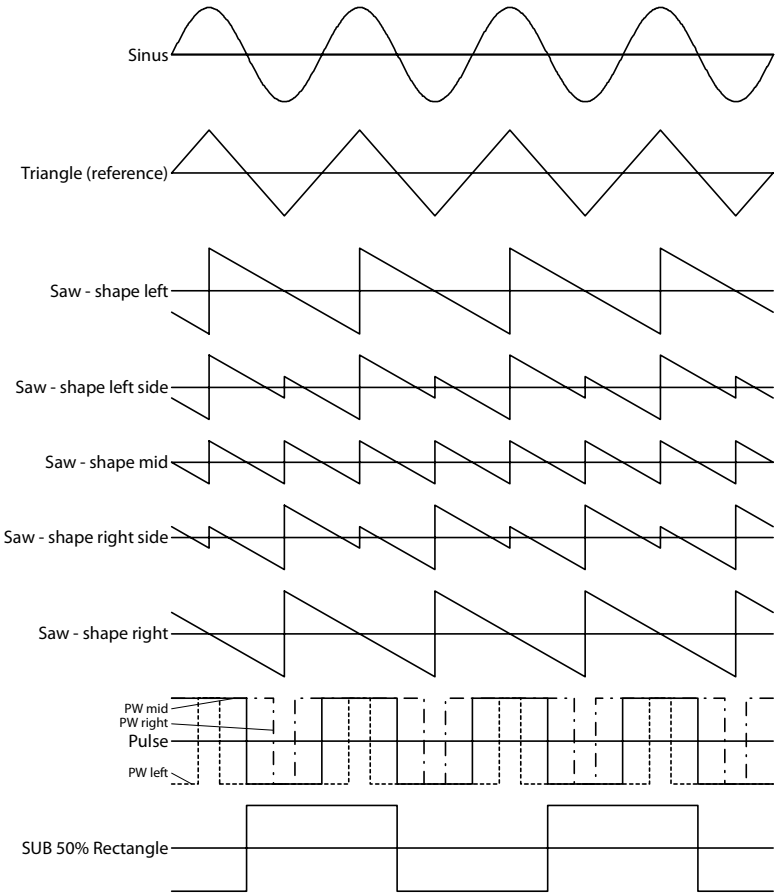 Sinus
Triangle (reference)
Saw - shape left
Saw - shape left side
Saw - shape mid
Saw - shape right side
Saw - shape right
PW mid
PW right
Pulse
PW left
SUB 50% Rectangle